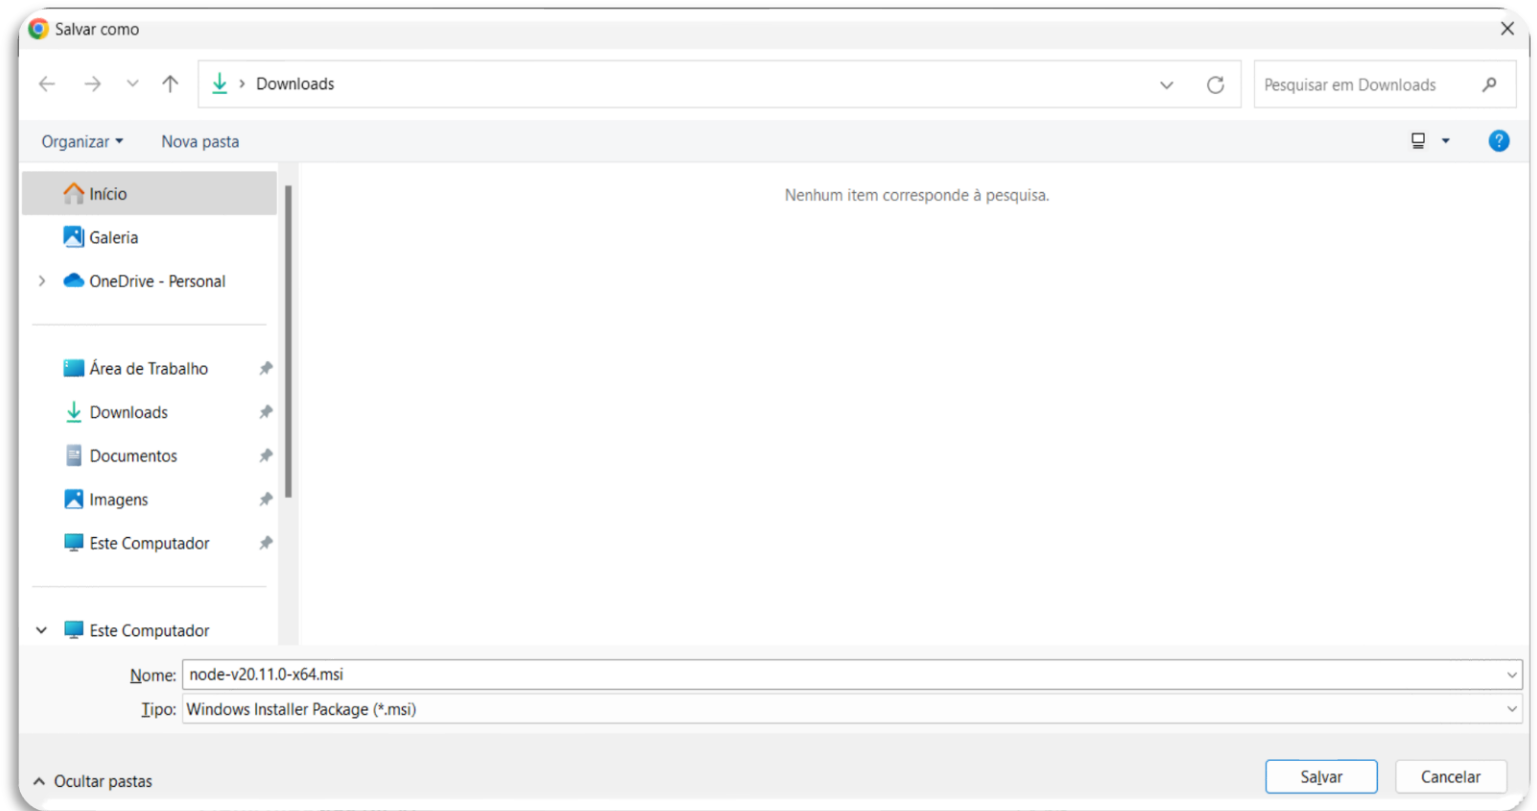 Salvar como
Downloads
Pesquisar em Downloads
Organizar
Nova pasta
Início
Nenhum item corresponde à pesquisa.
Galeria
OneDrive - Personal
Área de Trabalho
Downloads
Documentos
Imagens
Este Computador
Este Computador
Nome: node-v20.11.0-x64.msi
Tipo: Windows Installer Package (*.msi)
Ocultar pastas
Salvar
Cancelar